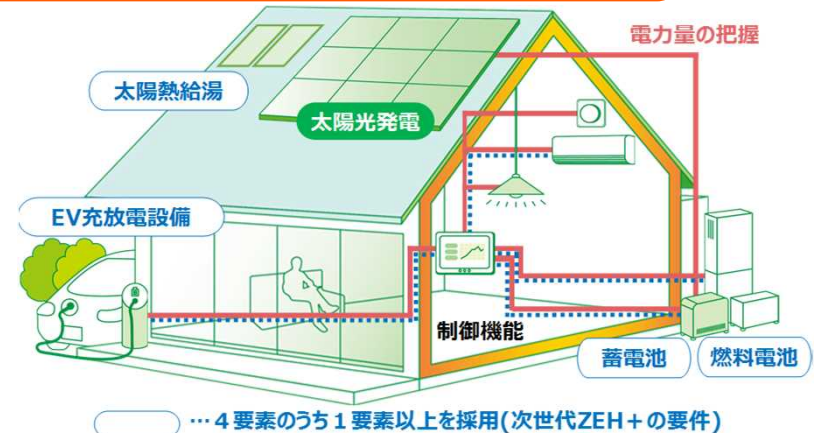 電力量の把握
太陽熱給湯
太陽光発電
EV充放電設備
制御機能
蓄電池
燃料電池
…４要素のうち１要素以上を採用(次世代ZEH＋の要件)